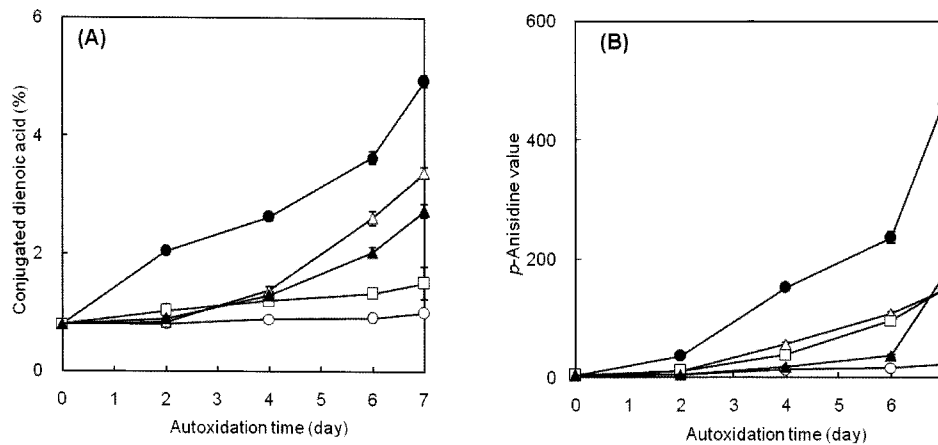 (A)
Conjugated dienoic acid (%)
6
4
2
0
0 1 2 3 4 5 6 7
Autoxidation time (day)
(B)
p-Anisidine value
600
400
200
0
0 1 2 3 4 5 6
Autoxidation time (day)